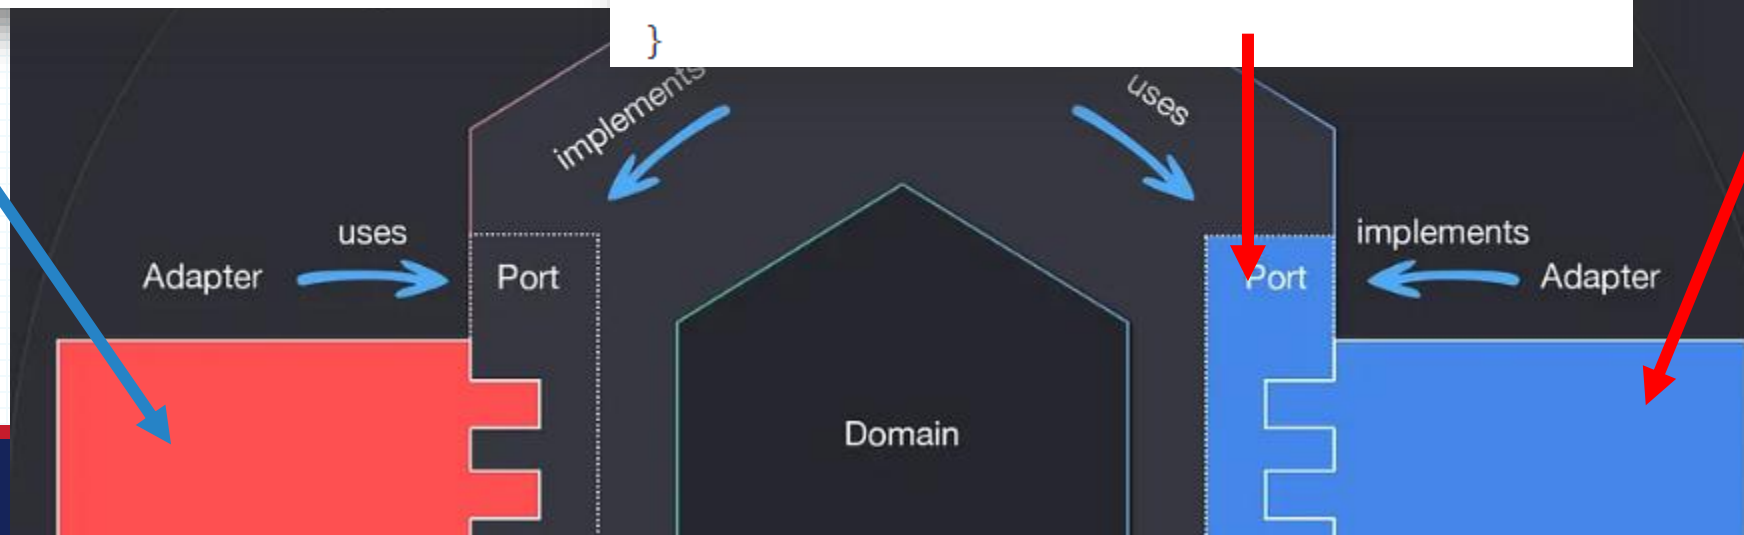 }
implements
uses
uses
implements
Adapter
Port
Port
Adapter
Domain